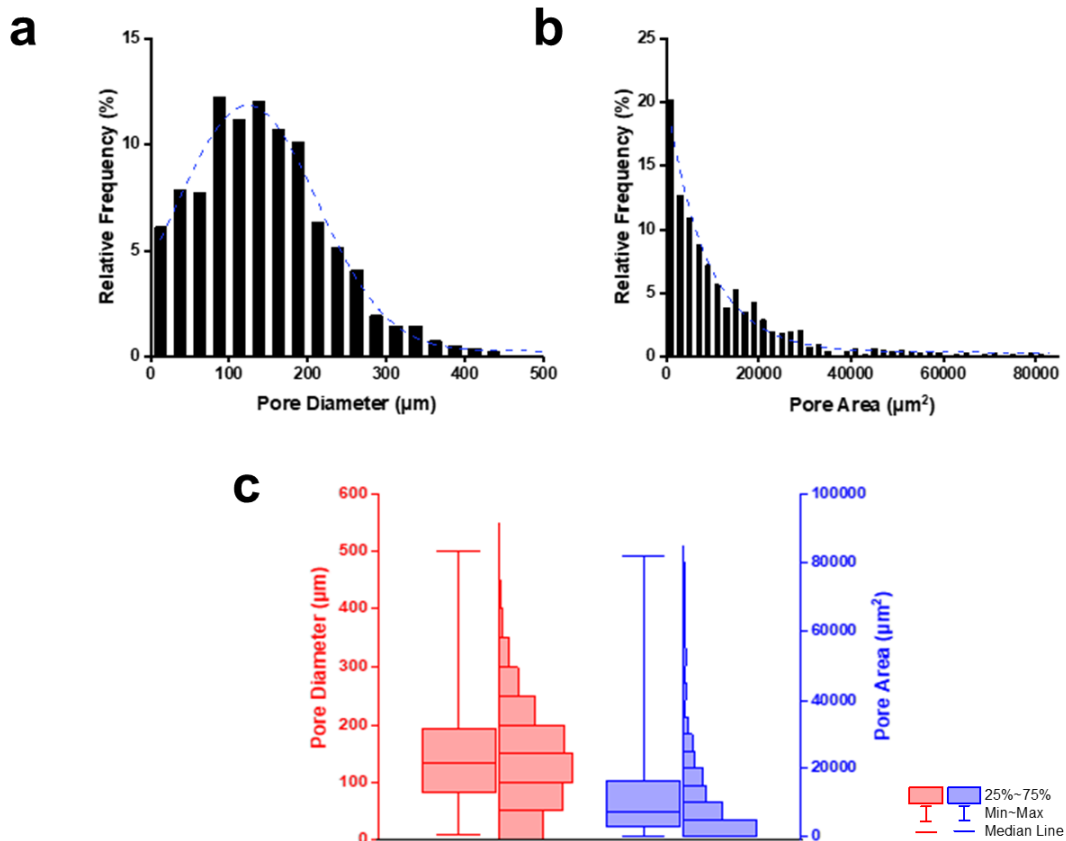 a
b
15
10
5
0
Relative Frequency (%)
0 100 200 300 400 500
Pore Diameter (µm)
25
20
15
10
5
0
Relative Frequency (%)
0 20000 40000 60000 80000
Pore Area (µm²)
c
600
500
400
300
200
100
0
Pore Diameter (µm)
100000
80000
60000
40000
20000
0
Pore Area (µm²)
25%~75%
Min~Max
Median Line